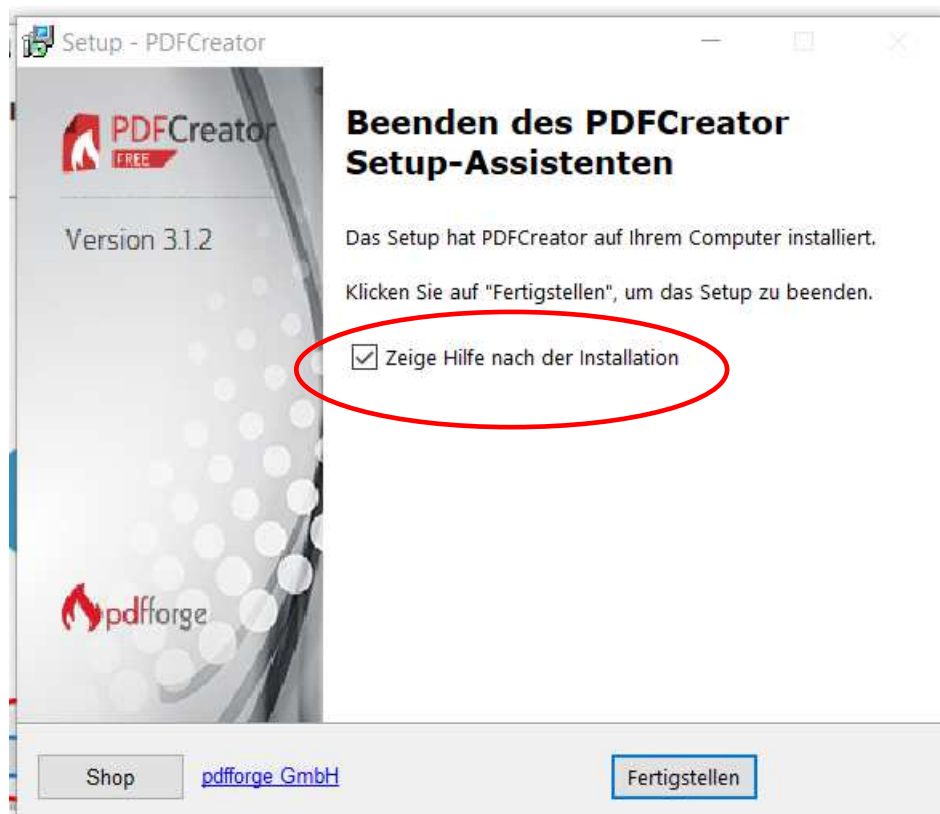 Setup - PDFCreator
PDFCreator
FREE
Version 3.1.2
pdfforge
Beenden des PDFCreator
Setup-Assistenten
Das Setup hat PDFCreator auf Ihrem Computer installiert.
Klicken Sie auf "Fertigstellen", um das Setup zu beenden.
Zeige Hilfe nach der Installation
Shop
pdfforge GmbH
Fertigstellen